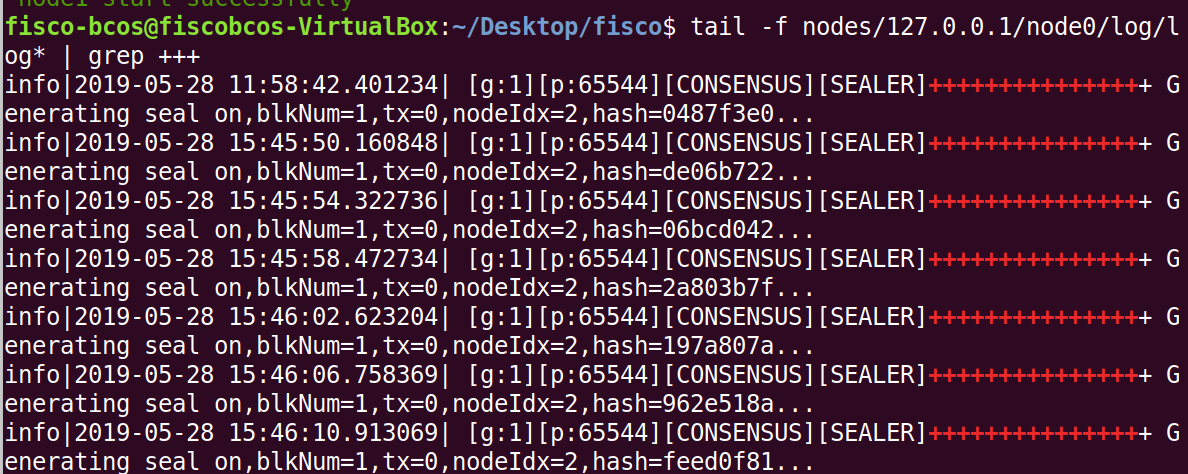 node1 start successfully
fisco-bcos@fiscobcos-VirtualBox:~/Desktop/fisco$ tail -f nodes/127.0.0.1/node0/log/l
og* | grep +++
info|2019-05-28 11:58:42.401234| [g:1][p:65544][CONSENSUS][SEALER]++++++++++++++++ G
enerating seal on,blkNum=1,tx=0,nodeIdx=2,hash=0487f3e0...
info|2019-05-28 15:45:50.160848| [g:1][p:65544][CONSENSUS][SEALER]++++++++++++++++ G
enerating seal on,blkNum=1,tx=0,nodeIdx=2,hash=de06b722...
info|2019-05-28 15:45:54.322736| [g:1][p:65544][CONSENSUS][SEALER]++++++++++++++++ G
enerating seal on,blkNum=1,tx=0,nodeIdx=2,hash=06bcd042...
info|2019-05-28 15:45:58.472734| [g:1][p:65544][CONSENSUS][SEALER]++++++++++++++++ G
enerating seal on,blkNum=1,tx=0,nodeIdx=2,hash=2a803b7f...
info|2019-05-28 15:46:02.623204| [g:1][p:65544][CONSENSUS][SEALER]++++++++++++++++ G
enerating seal on,blkNum=1,tx=0,nodeIdx=2,hash=197a807a...
info|2019-05-28 15:46:06.758369| [g:1][p:65544][CONSENSUS][SEALER]++++++++++++++++ G
enerating seal on,blkNum=1,tx=0,nodeIdx=2,hash=962e518a...
info|2019-05-28 15:46:10.913069| [g:1][p:65544][CONSENSUS][SEALER]++++++++++++++++ G
enerating seal on,blkNum=1,tx=0,nodeIdx=2,hash=feed0f81...